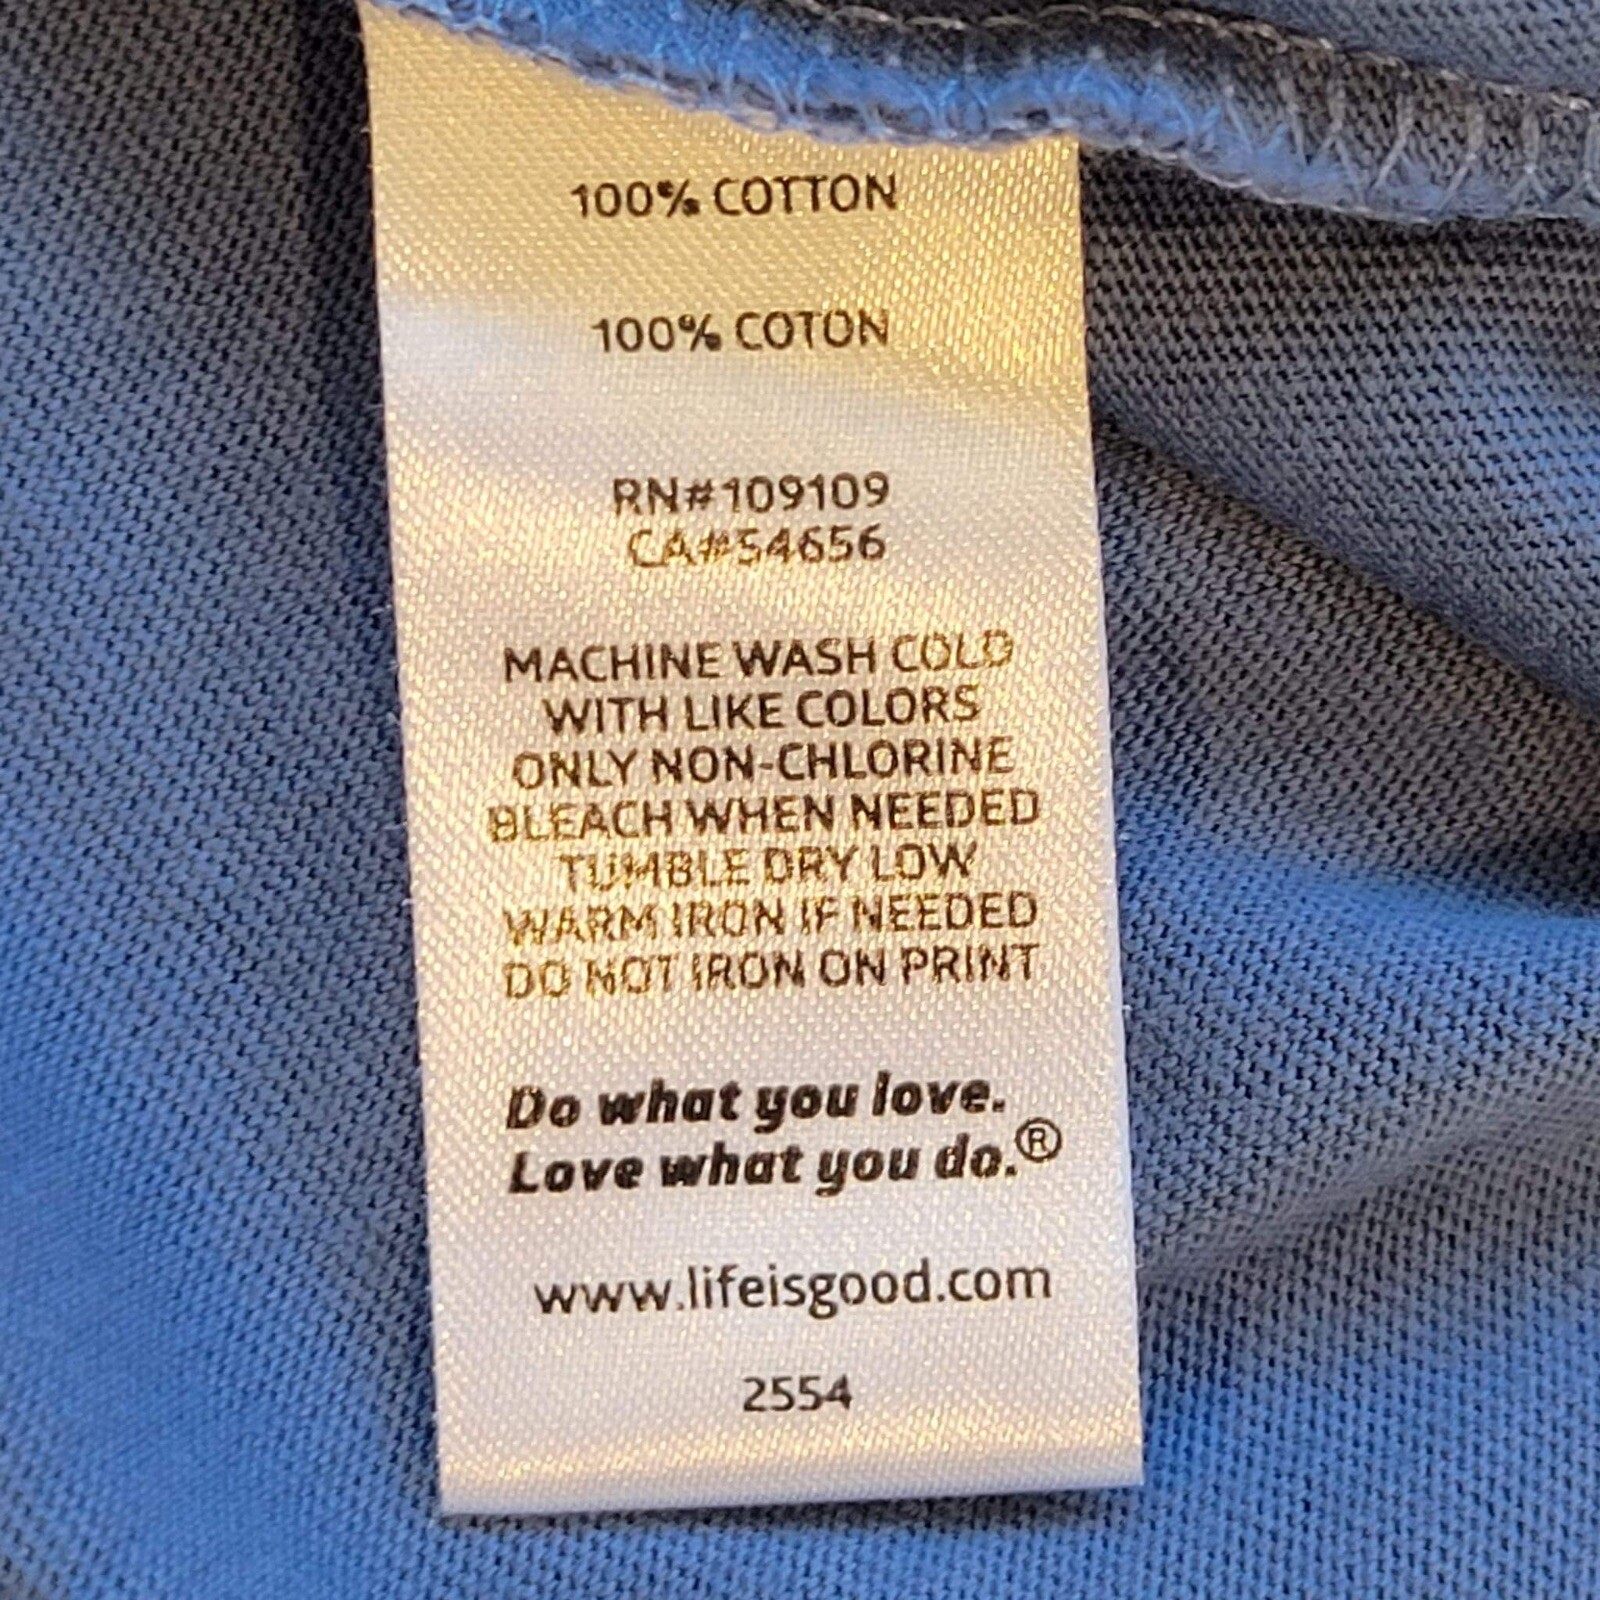 100% COTTON
100% COTON
RN#109109
CA#54656
MACHINE WASH COLD
WITH LIKE COLORS
ONLY NON-CHLORINE
BLEACH WHEN NEEDED
TUMBLE DRY LOW
WARM IRON IF NEEDED
DO NOT IRON ON PRINT
Do what you love.
Love what you do.®
www.lifeisgood.com
2554